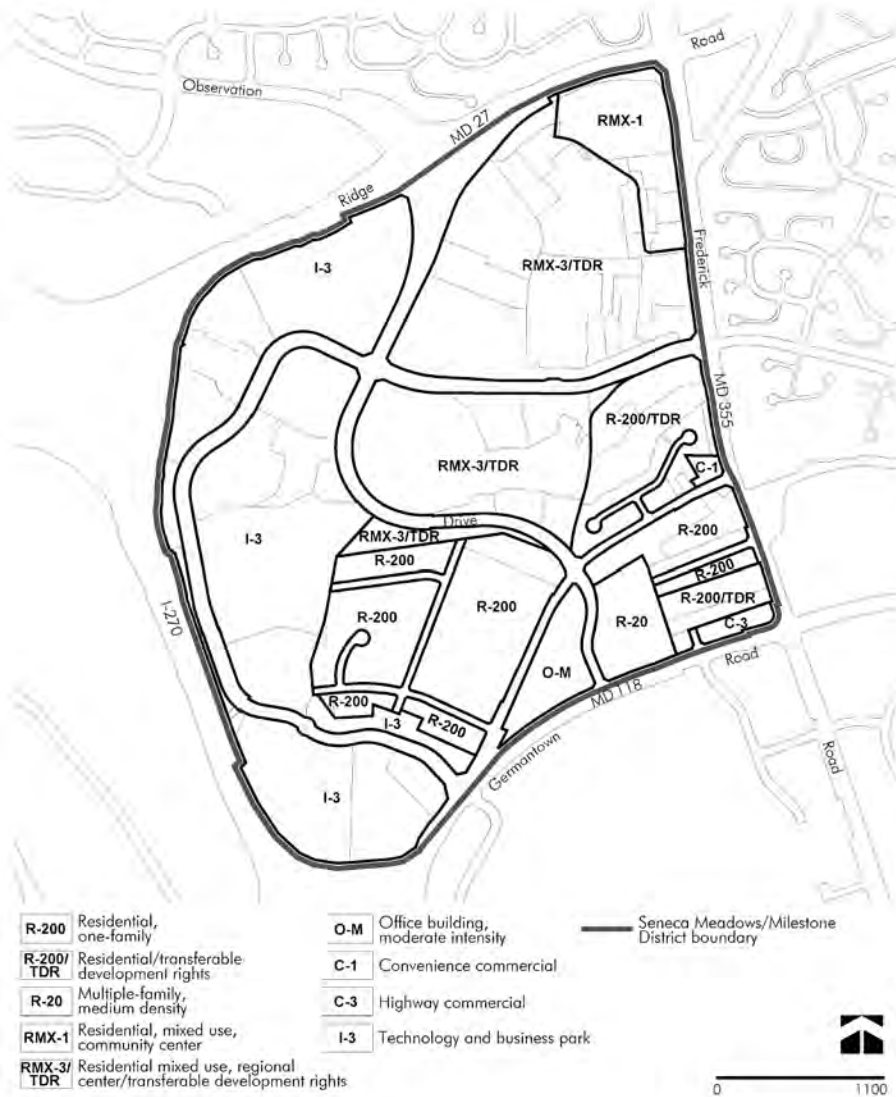 Road
Observation
MD 27
RMX-1
Ridge
Frederick
I-3
RMX-3/TDR
MD 355
R-200/TDR
RMX-3/TDR
C-1
Drive
RMX-3/TDR
R-200
I-3
R-200
R-200
R-200/TDR
I-270
R-200
R-200
R-20
C-3
O-M
Road
MD 118
R-200
I-3
R-200
Germantown
Road
I-3
R-200 Residential,
one-family
R-200/
TDR Residential/transferable
development rights
R-20 Multiple-family,
medium density
RMX-1 Residential, mixed use,
community center
RMX-3/
TDR Residential mixed use, regional
center/transferable development rights
O-M Office building,
moderate intensity
C-1 Convenience commercial
C-3 Highway commercial
I-3 Technology and business park
Seneca Meadows/Milestone
District boundary
0 1100